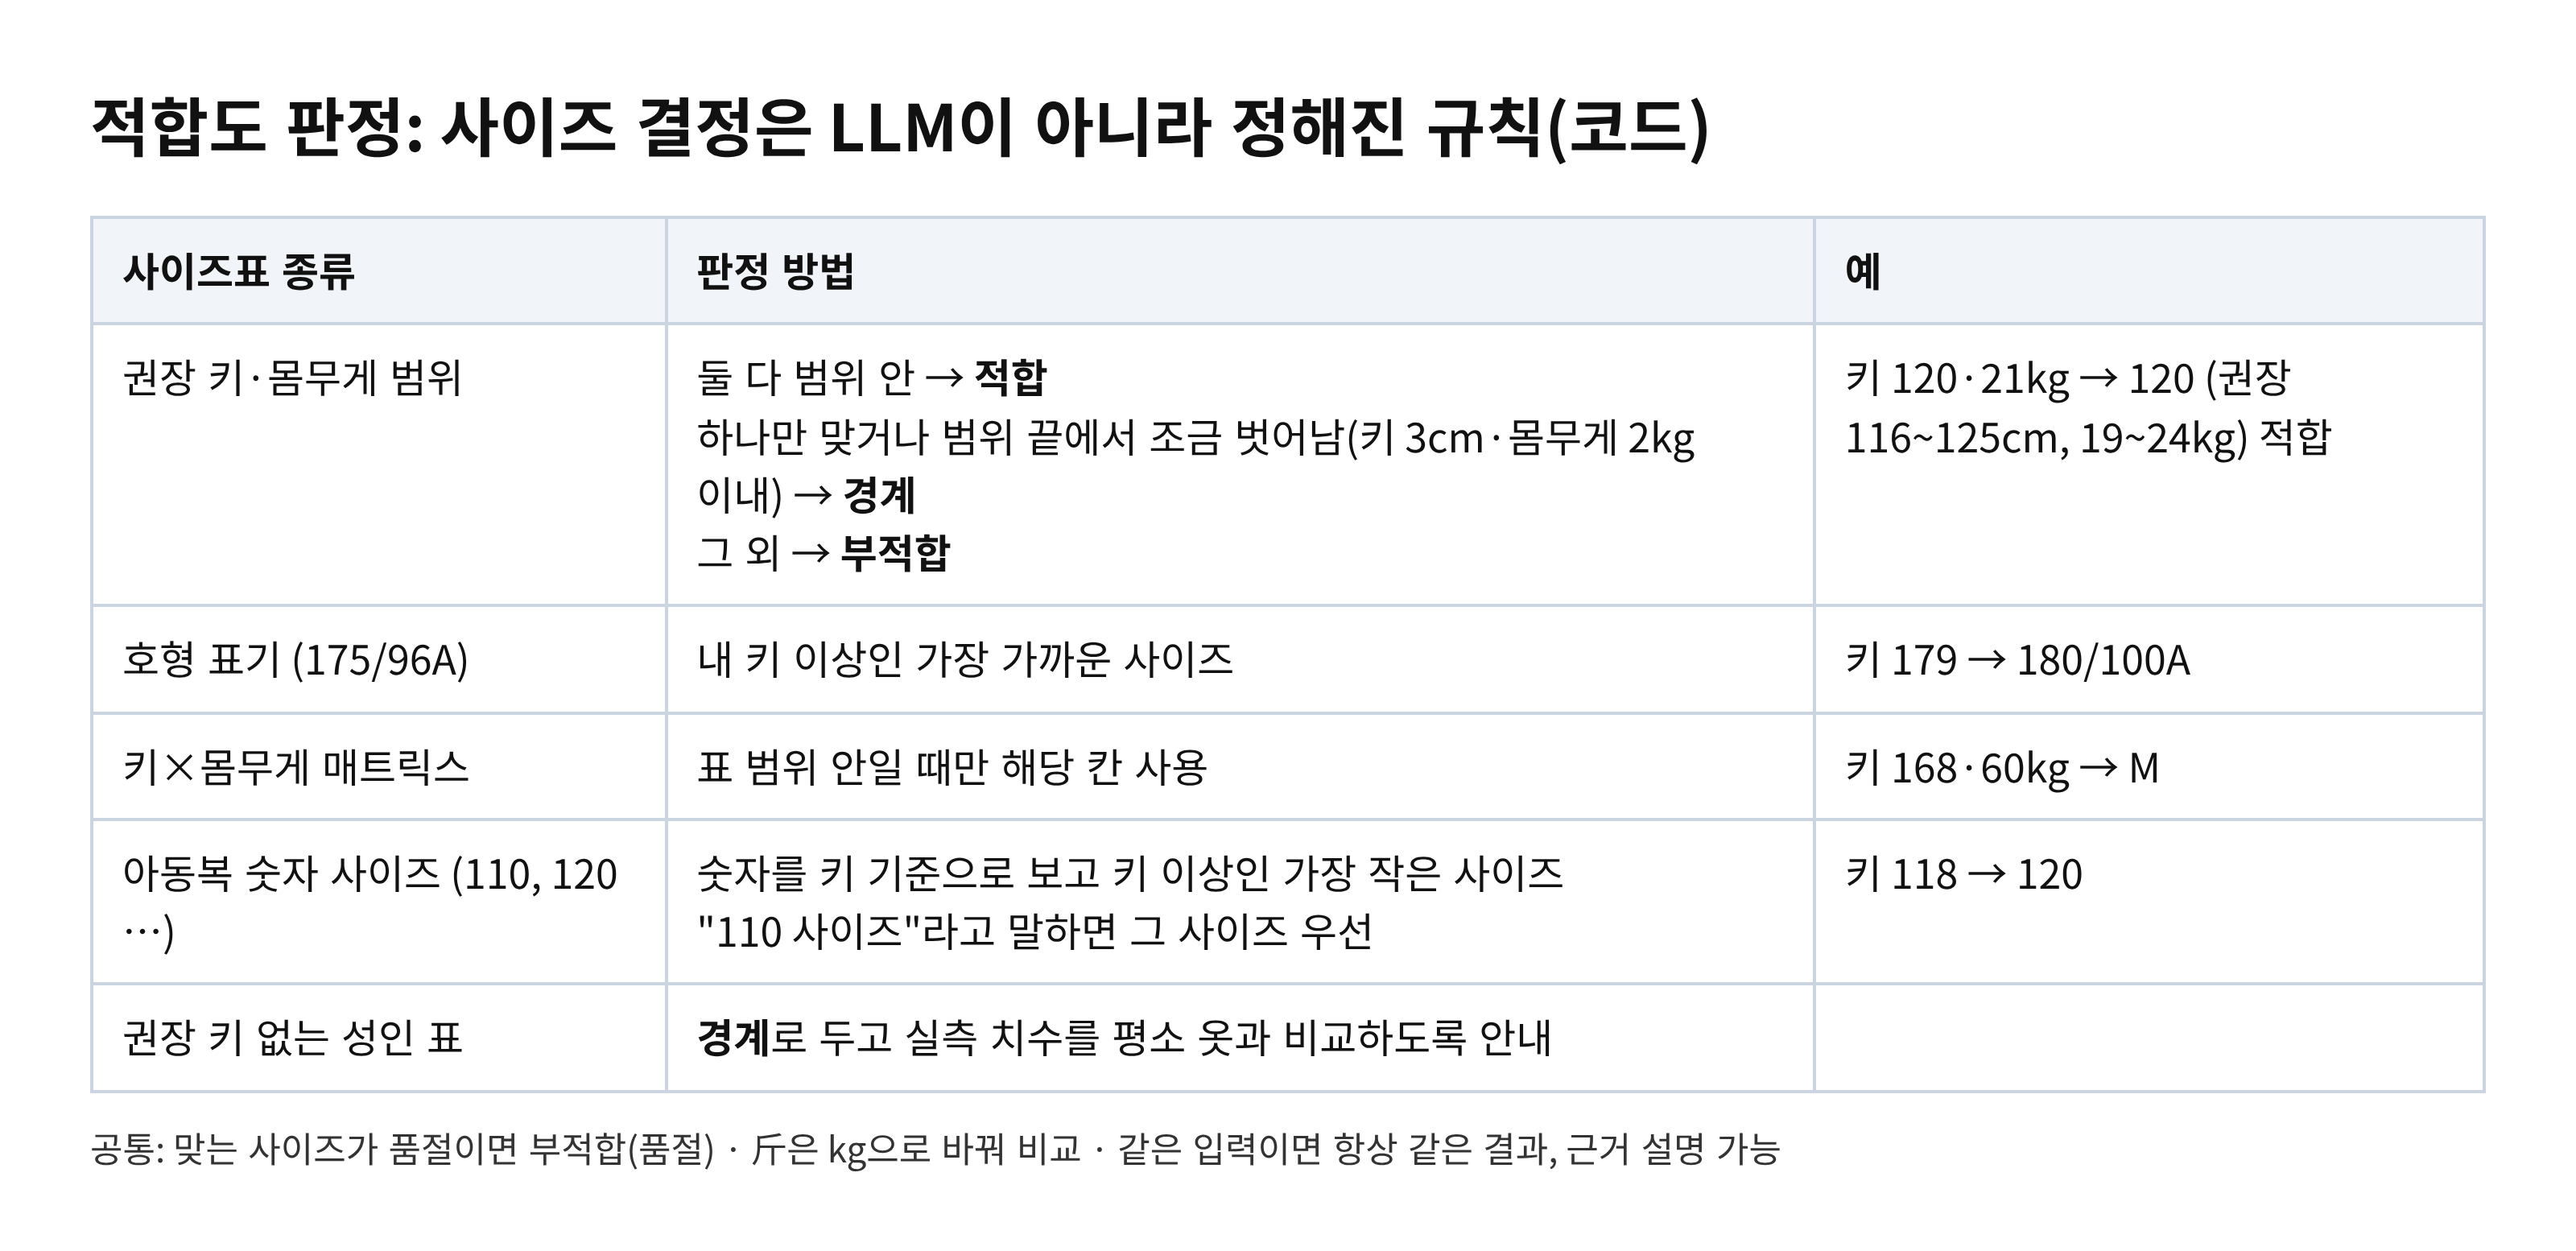 적합도 판정: 사이즈 결정은 LLM이 아니라 정해진 규칙(코드)
사이즈표 종류
판정 방법
예
권장 키·몸무게 범위
둘 다 범위 안 → 적합
하나만 맞거나 범위 끝에서 조금 벗어남(키 3cm·몸무게 2kg
이내) → 경계
그 외 → 부적합
키 120·21kg → 120 (권장
116~125cm, 19~24kg) 적합
호형 표기 (175/96A)
내 키 이상인 가장 가까운 사이즈
키 179 → 180/100A
키×몸무게 매트릭스
표 범위 안일 때만 해당 칸 사용
키 168·60kg → M
아동복 숫자 사이즈 (110, 120
…)
숫자를 키 기준으로 보고 키 이상인 가장 작은 사이즈
"110 사이즈"라고 말하면 그 사이즈 우선
키 118 → 120
권장 키 없는 성인 표
경계로 두고 실측 치수를 평소 옷과 비교하도록 안내
공통: 맞는 사이즈가 품절이면 부적합(품절) · 斤은 kg으로 바꿔 비교 · 같은 입력이면 항상 같은 결과, 근거 설명 가능